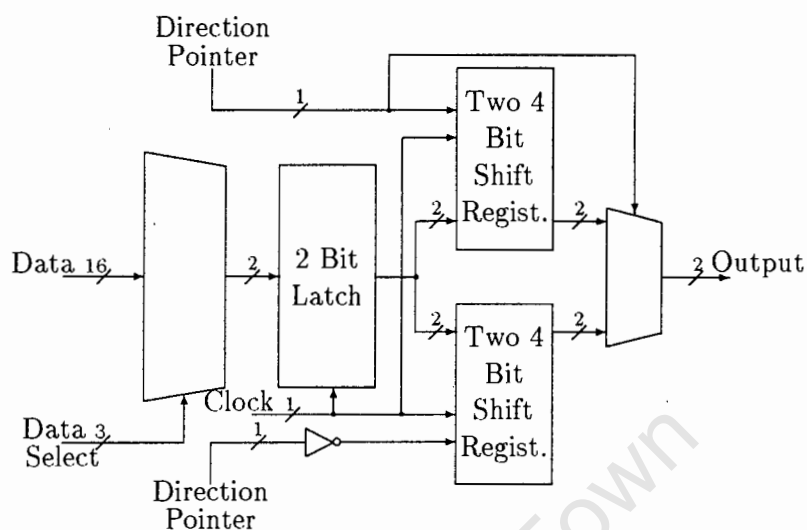 Direction
Pointer
1
Two 4
Bit
Shift
Regist.
2
2
Data 16
2
2 Bit
Latch
2 Output
2
2
Two 4
Bit
Shift
Regist.
Clock 1
Data 3
Select
1
Direction
Pointer
Town